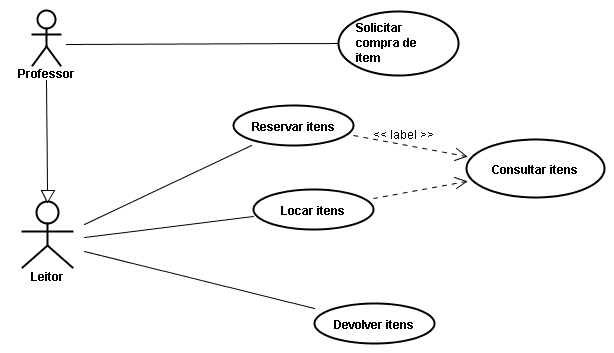 Solicitar
compra de
item
Professor
Reservar itens
<< label >>
Consultar itens
Locar itens
Leitor
Devolver itens